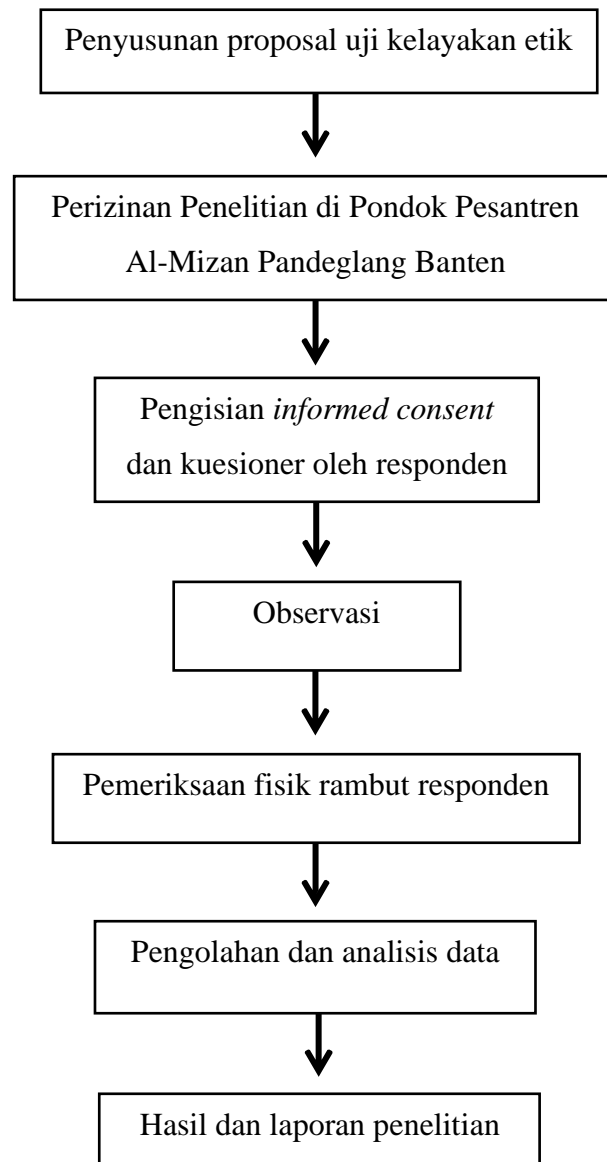 Penyusunan proposal uji kelayakan etik
Perizinan Penelitian di Pondok Pesantren
Al-Mizan Pandeglang Banten
Pengisian informed consent
dan kuesioner oleh responden
Observasi
Pemeriksaan fisik rambut responden
Pengolahan dan analisis data
Hasil dan laporan penelitian